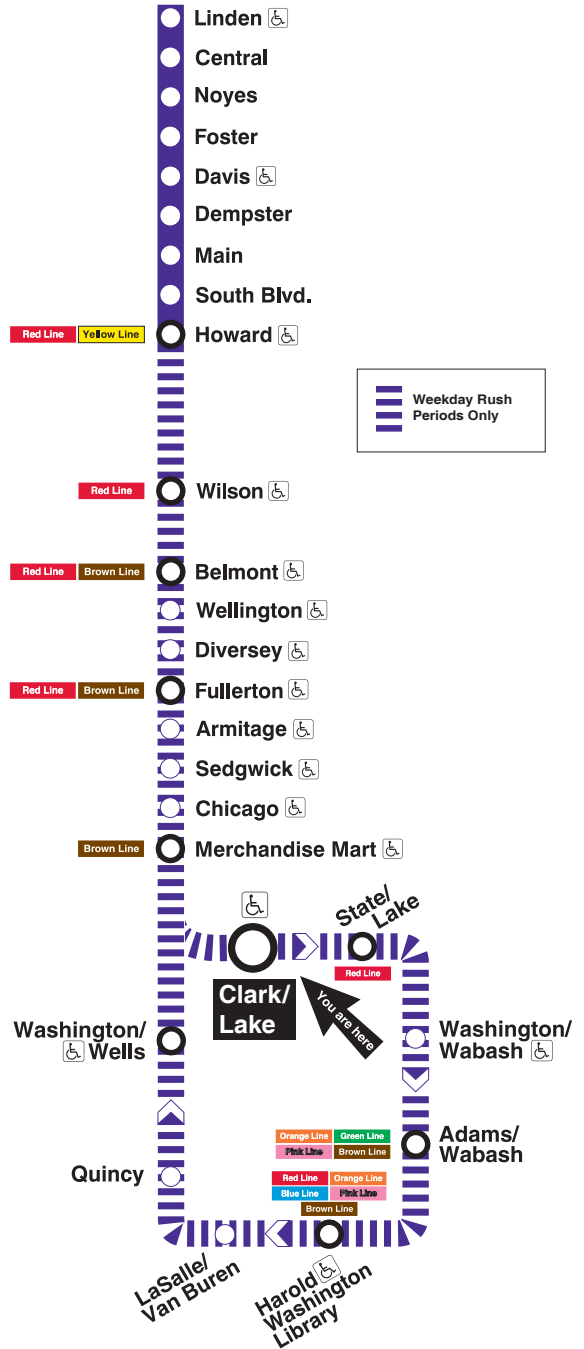 Linden
Central
Noyes
Foster
Davis
Dempster
Main
South Blvd.
Red Line Yellow Line Howard
Weekday Rush
Periods Only
Red Line Wilson
Red Line Brown Line Belmont
Wellington
Diversey
Red Line Brown Line Fullerton
Armitage
Sedgwick
Chicago
Brown Line Merchandise Mart
State/
Lake
Red Line
Clark/
Lake
You are here
Washington/
Wells
Washington/
Wabash
Orange Line Green Line
Pink Line Brown Line
Adams/
Wabash
Quincy
Red Line Orange Line
Blue Line Pink Line
Brown Line
LaSalle/
Van Buren
Harold
Washington
Library